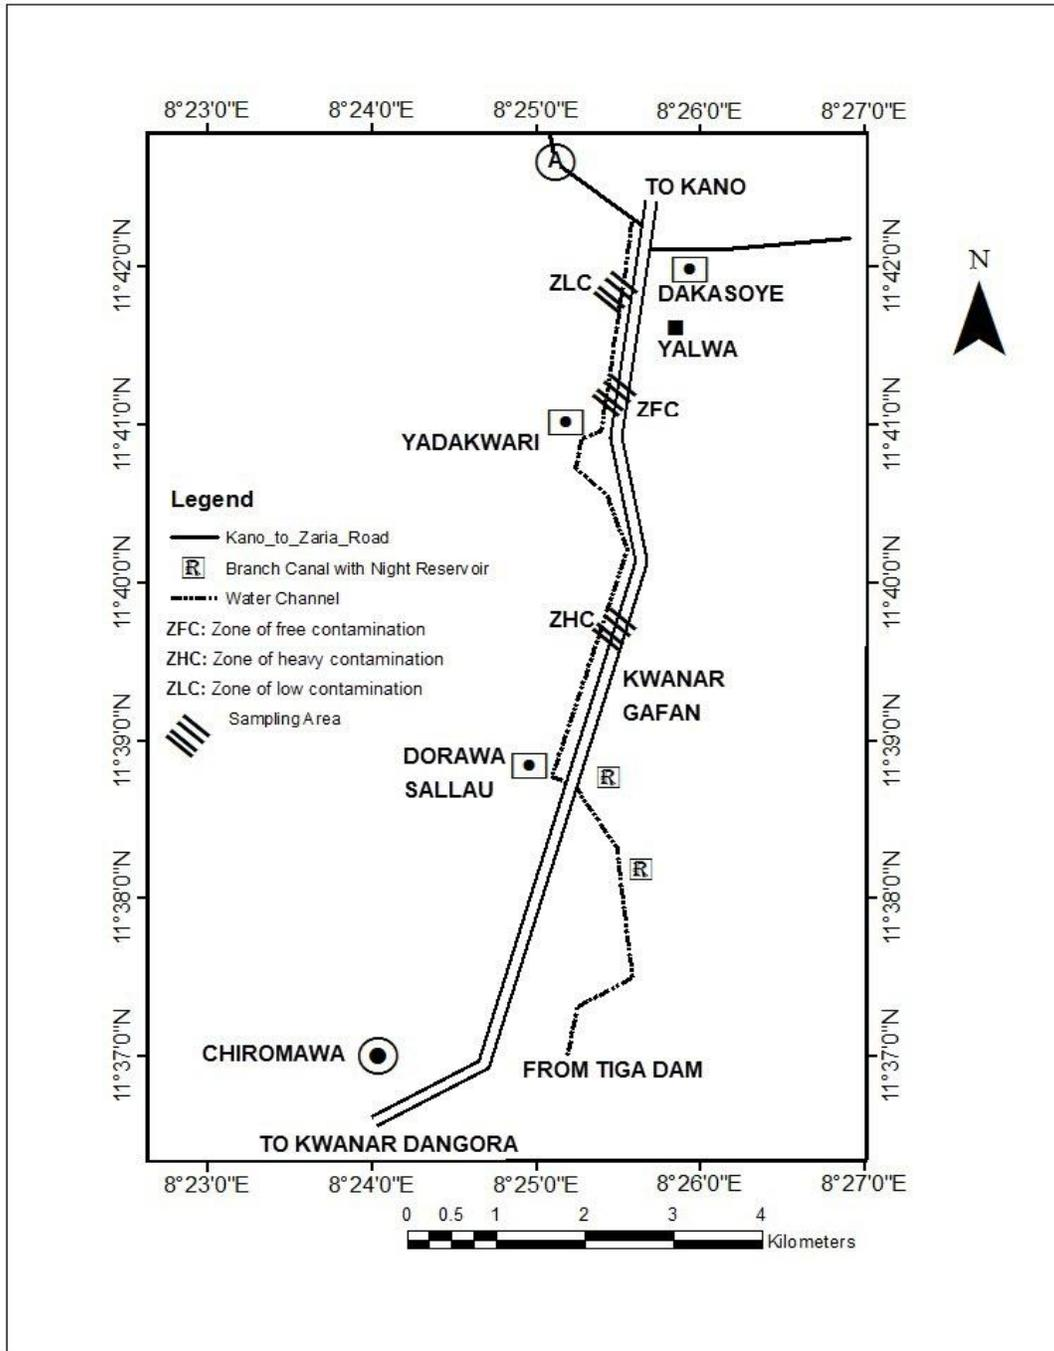 8°23'0"E 8°24'0"E 8°25'0"E 8°26'0"E 8°27'0"E
A
TO KANO
11°42'0"N
11°42'0"N
ZLC
DAKASOYE
YALWA
ZFC
11°41'0"N
11°41'0"N
YADAKWARI
Legend
Kano_to_Zaria_Road
R Branch Canal with Night Reservoir
Water Channel
ZFC: Zone of free contamination
ZHC: Zone of heavy contamination
ZLC: Zone of low contamination
Sampling Area
11°40'0"N
11°40'0"N
ZHC
KWANAR
GAFAN
11°39'0"N
11°39'0"N
DORAWA
SALLAU
R
R
11°38'0"N
11°38'0"N
CHIROMAWA
11°37'0"N
11°37'0"N
FROM TIGA DAM
TO KWANAR DANGORA
8°23'0"E 8°24'0"E 8°25'0"E 8°26'0"E 8°27'0"E
0 0.5 1 2 3 4
Kilometers
N